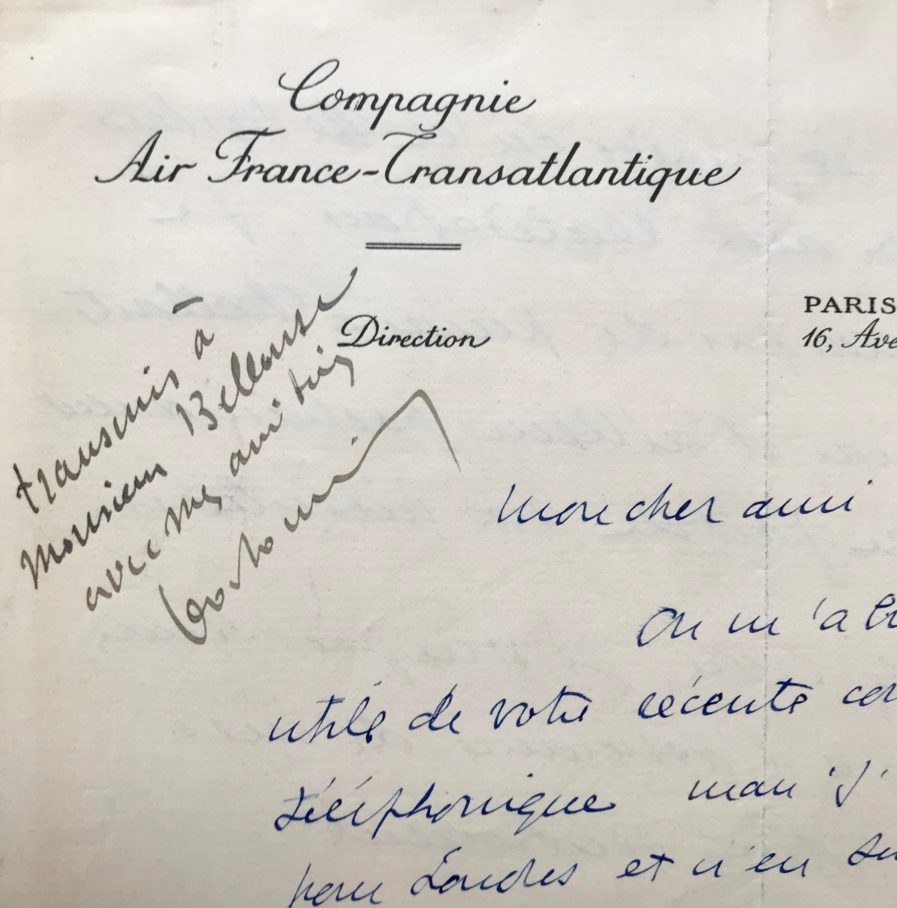 Compagnie
Air France-Transatlantique
Direction
PARIS
16, Ave
transmis à
Monsieur Bellonte
avec mes amitiés
Mon cher ami
On m'a
utile de votre récente
téléphonique mais j'
pour Londres et n'en